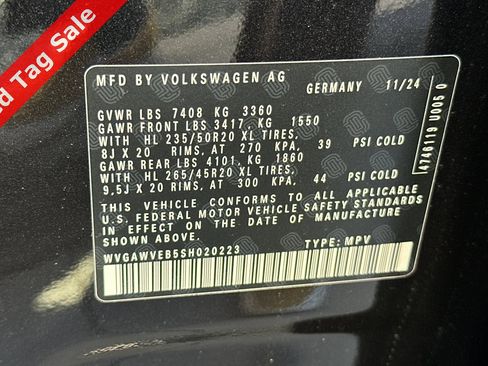 d Tag Sale
MFD BY VOLKSWAGEN AG
GERMANY 11/24
GVWR LBS 7408 KG 3360
GAWR FRONT LBS 3417, KG 1550
WITH HL 235/50R20 XL TIRES,
8J X 20 RIMS, AT 270 KPA, 39 PSI COLD
GAWR REAR LBS 4101, KG 1860
WITH HL 265/45R20 XL TIRES,
9,5J X 20 RIMS, AT 300 KPA, 44 PSI COLD
THIS VEHICLE CONFORMS TO ALL APPLICABLE
U.S. FEDERAL MOTOR VEHICLE SAFETY STANDARDS
IN EFFECT ON THE DATE OF MANUFACTURE
SHOWN ABOVE.
WVGAWVEB5SH020223 TYPE: MPV
4746119 U006 0